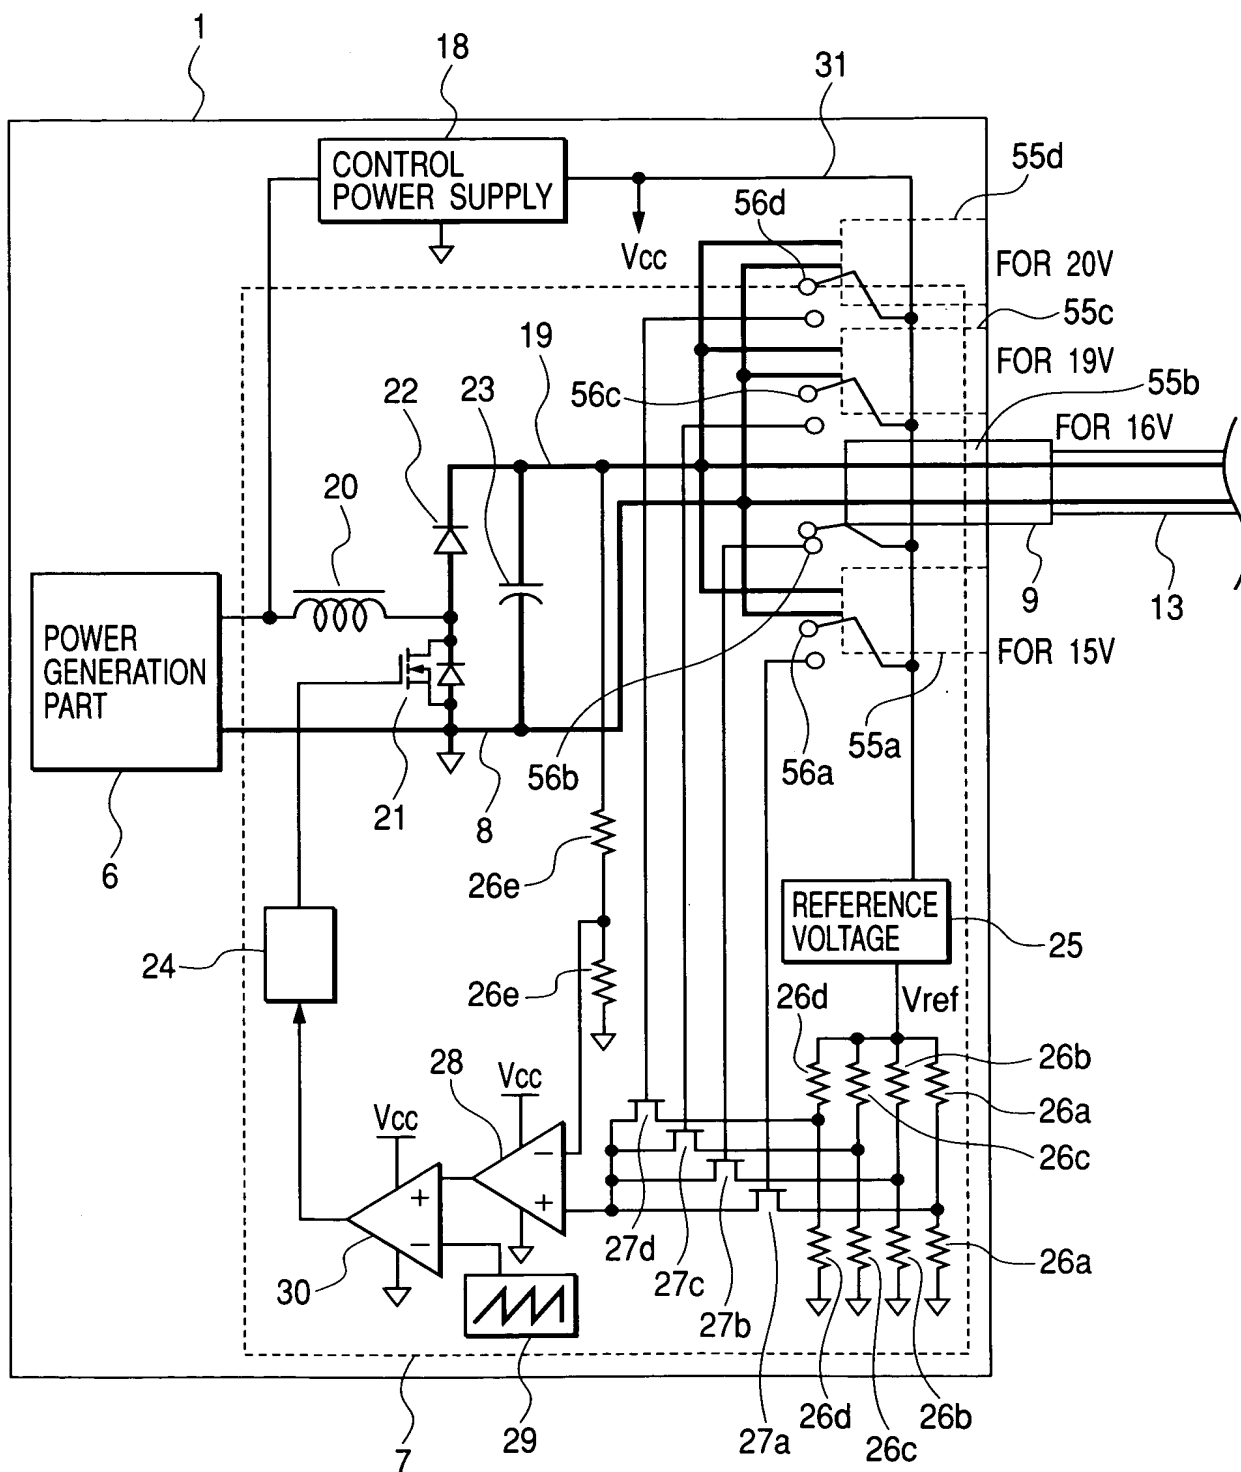 1
18
31
CONTROL
POWER SUPPLY
55d
56d
Vcc
FOR 20V
55c
19
FOR 19V
22
23
55b
56c
FOR 16V
20
9
13
POWER
GENERATION
PART
FOR 15V
55a
56b
56a
21
8
6
26e
REFERENCE
VOLTAGE
25
24
26e
26d
Vref
26b
28
Vcc
26a
Vcc
26c
27d
26a
27c
30
27b
29
26d
26b
27a
26c
7